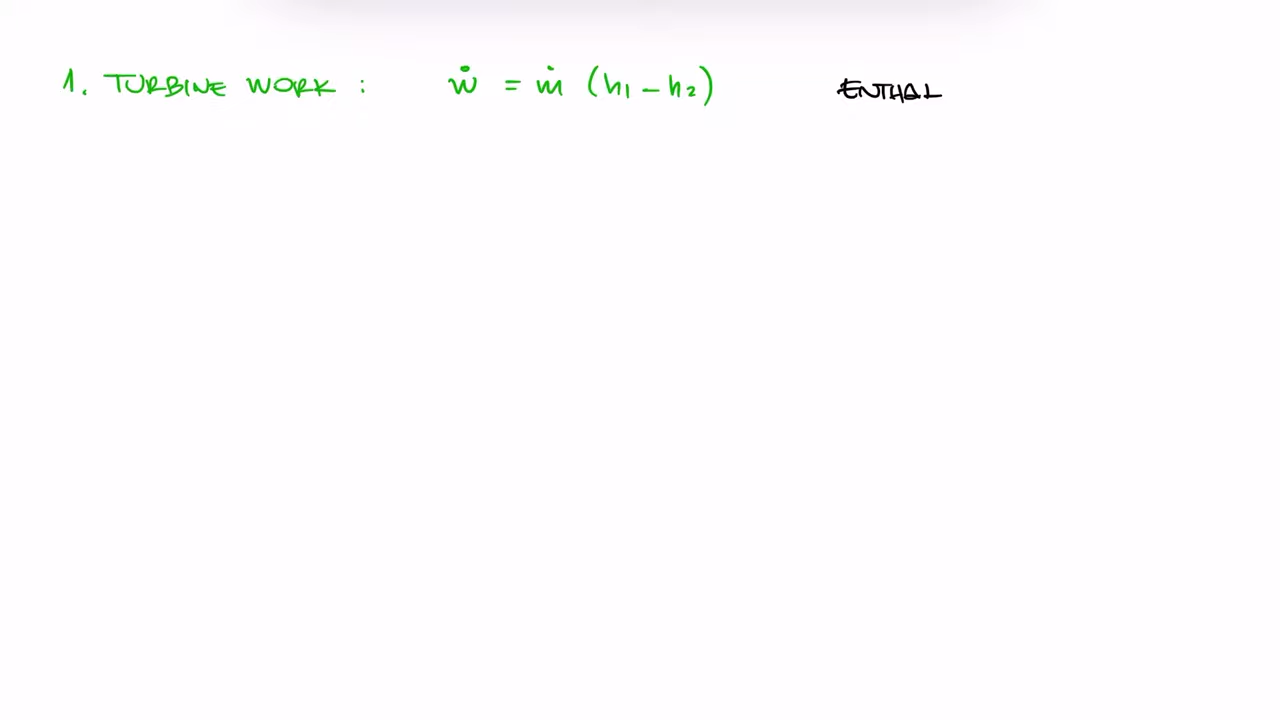 1. TURBINE WORK : ẇ = ṁ (h₁ - h₂) ENTHAL